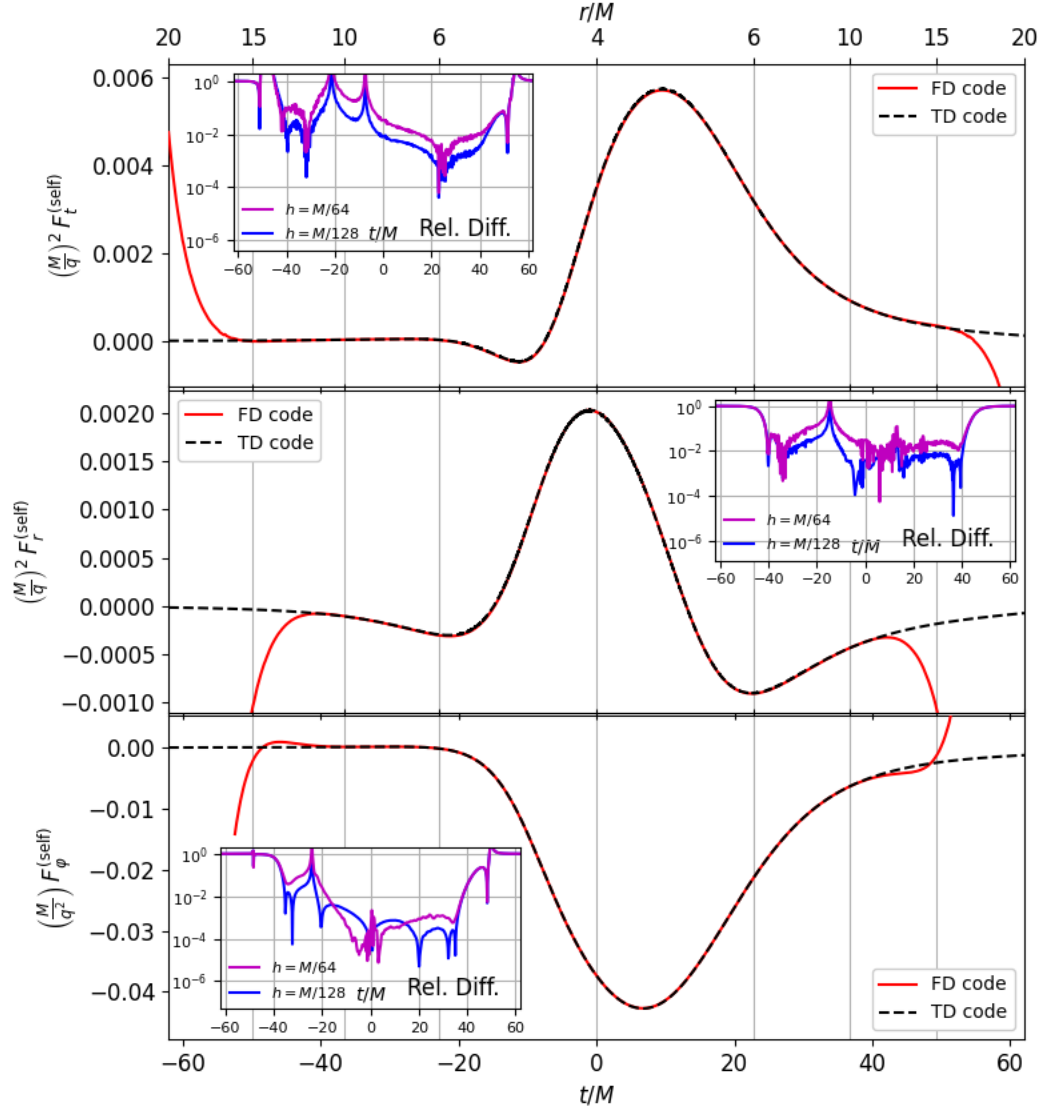 r/M
20 15 10 6 4 6 10 15 20
0.006
0.004
0.002
0.000
(M/q)² F_t^(self)
FD code
TD code
10⁰
10⁻²
10⁻⁴
10⁻⁶
h = M/64
h = M/128 t/M Rel. Diff.
−60 −40 −20 0 20 40 60
0.0020
0.0015
0.0010
0.0005
0.0000
−0.0005
−0.0010
(M/q)² F_r^(self)
FD code
TD code
10⁰
10⁻²
10⁻⁴
10⁻⁶
h = M/64
h = M/128 t/M Rel. Diff.
−60 −40 −20 0 20 40 60
0.00
−0.01
−0.02
−0.03
−0.04
(M/q²) F_φ^(self)
10⁰
10⁻²
10⁻⁴
10⁻⁶
h = M/64
h = M/128 t/M Rel. Diff.
−60 −40 −20 0 20 40 60
FD code
TD code
−60 −40 −20 0 20 40 60
t/M